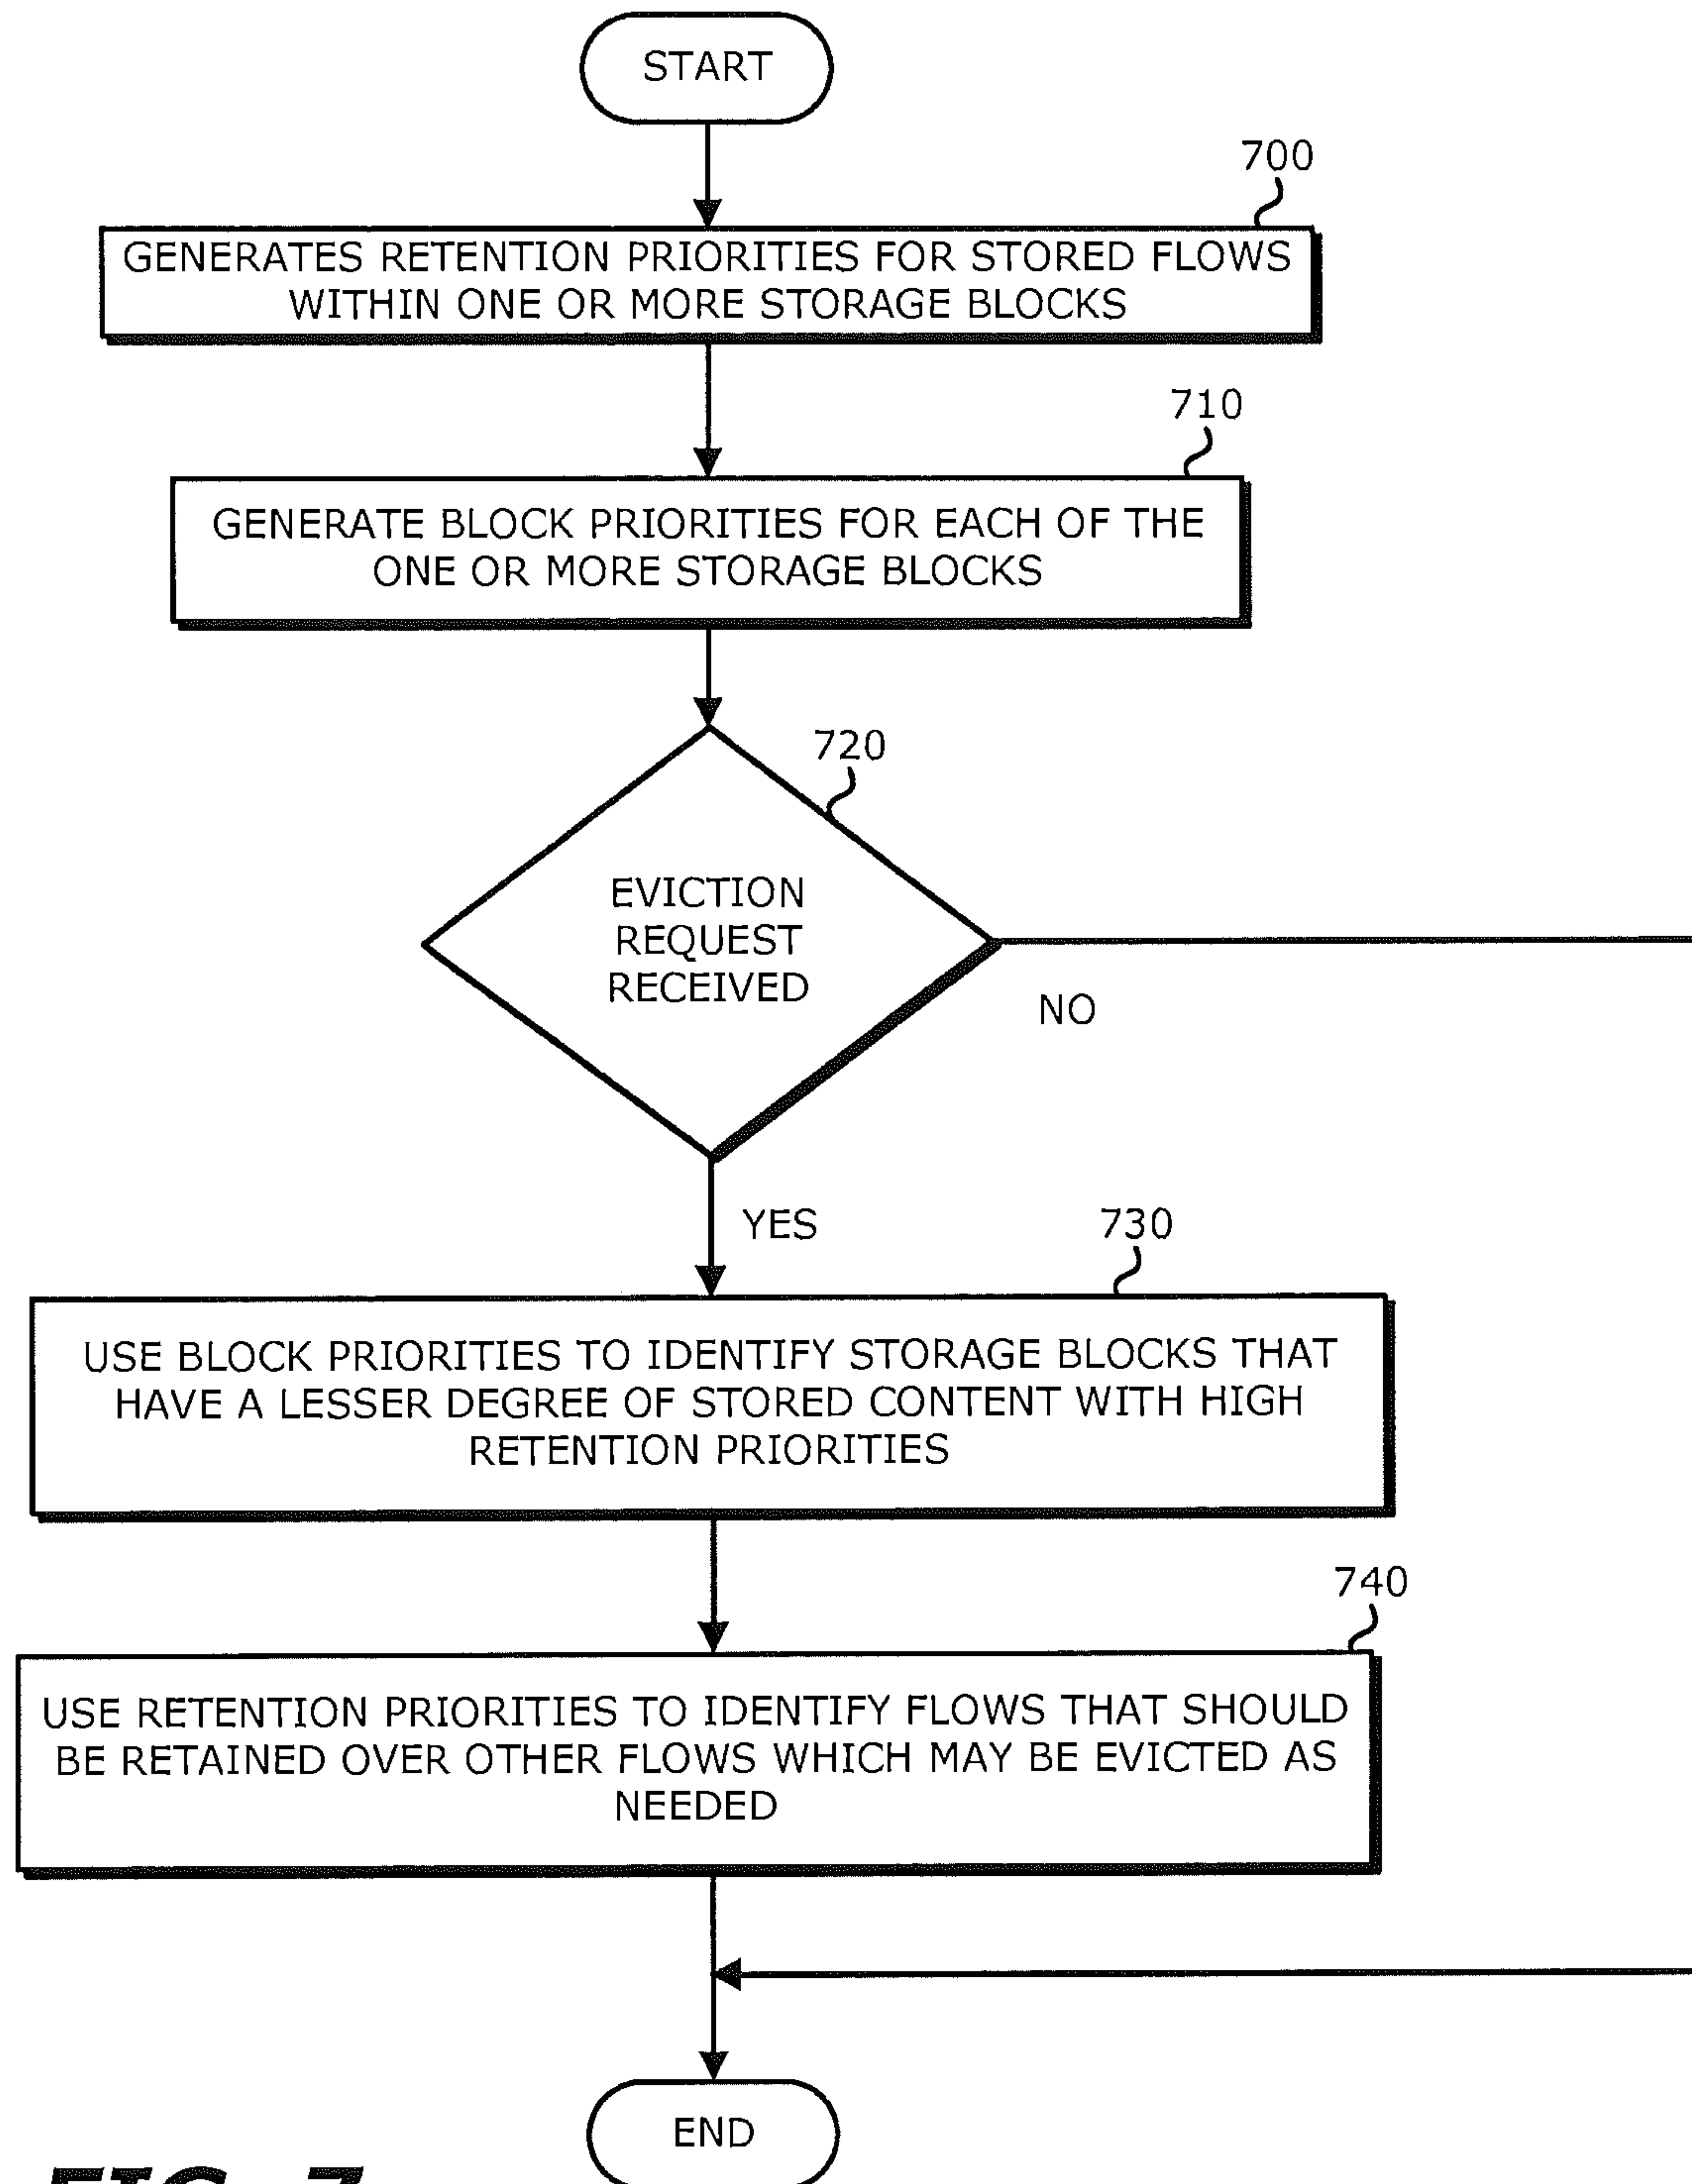 START
700
GENERATES RETENTION PRIORITIES FOR STORED FLOWS
WITHIN ONE OR MORE STORAGE BLOCKS
710
GENERATE BLOCK PRIORITIES FOR EACH OF THE
ONE OR MORE STORAGE BLOCKS
720
EVICTION
REQUEST
RECEIVED
NO
YES
730
USE BLOCK PRIORITIES TO IDENTIFY STORAGE BLOCKS THAT
HAVE A LESSER DEGREE OF STORED CONTENT WITH HIGH
RETENTION PRIORITIES
740
USE RETENTION PRIORITIES TO IDENTIFY FLOWS THAT SHOULD
BE RETAINED OVER OTHER FLOWS WHICH MAY BE EVICTED AS
NEEDED
END
FIG. 7